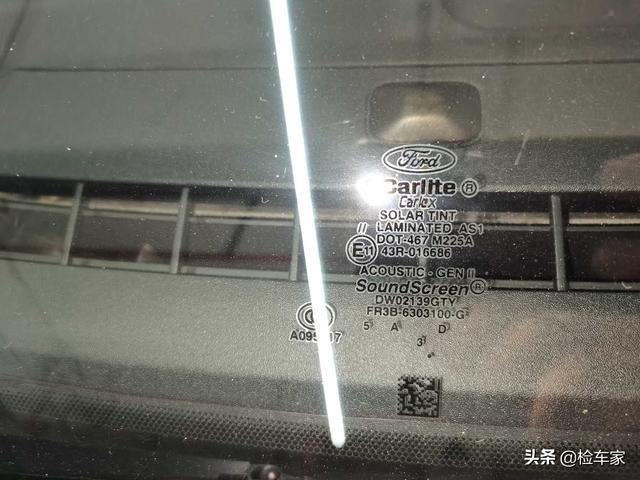 Ford
Carlite ®
Carlex
SOLAR TINT
II LAMINATED AS1
DOT-467 M225A
E11 43R-016686
ACOUSTIC - GEN II
SoundScreen ®
DW02139GTY
FR3B-6303100-G
5 A D
3
头条 @检车家